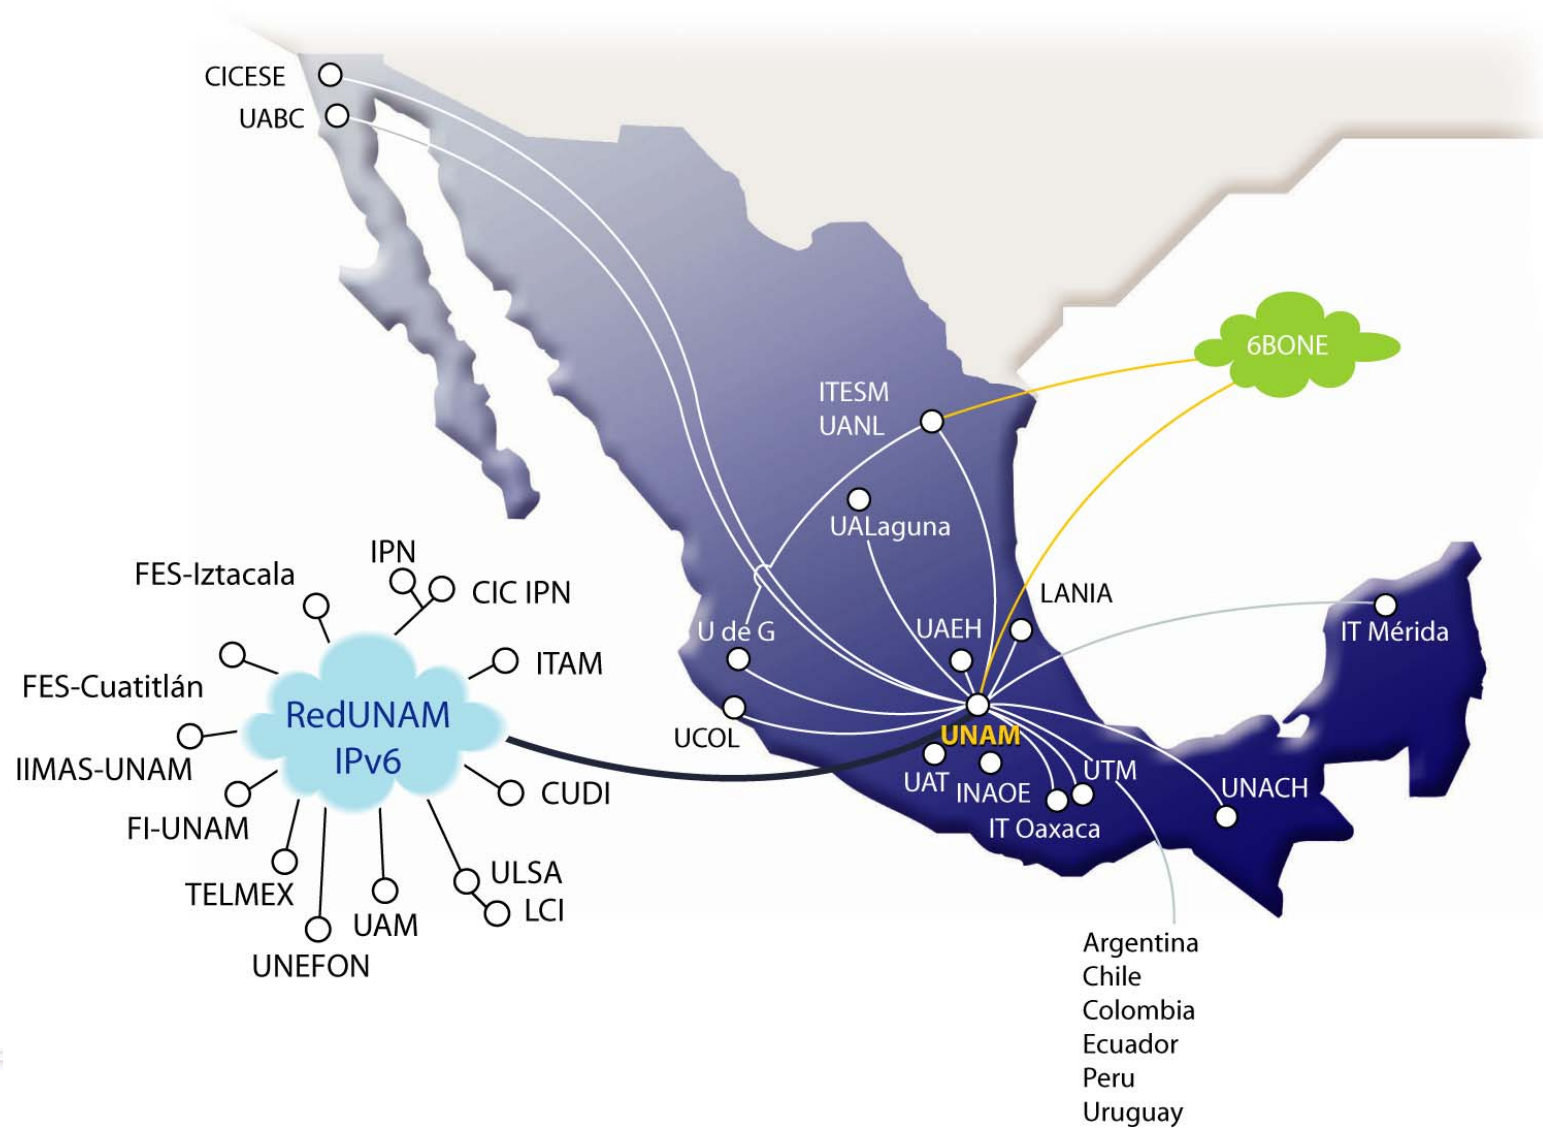 CICESE
UABC
6BONE
ITESM
UANL
UALaguna
LANIA
U de G
UAEH
IT Mérida
UCOL
UNAM
UAT
INAOE
UTM
IT Oaxaca
UNACH
IPN
FES-Iztacala
CIC IPN
ITAM
FES-Cuatitlán
RedUNAM
IPv6
IIMAS-UNAM
CUDI
FI-UNAM
TELMEX
ULSA
LCI
UAM
UNEFON
Argentina
Chile
Colombia
Ecuador
Peru
Uruguay